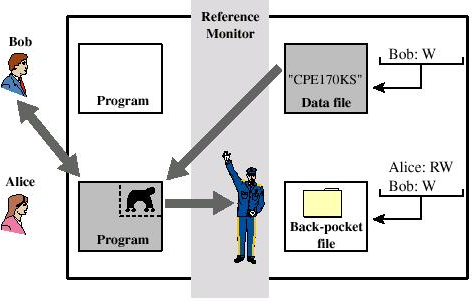 Reference
Monitor
Bob
Program
"CPE170KS"
Data file
Bob: W
Alice
Program
Back-pocket
file
Alice: RW
Bob: W